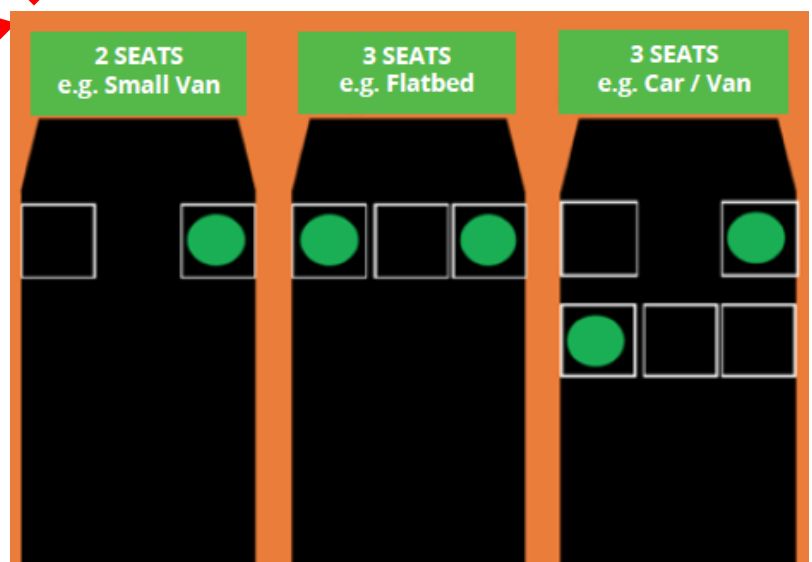 2 SEATS
e.g. Small Van
3 SEATS
e.g. Flatbed
3 SEATS
e.g. Car / Van